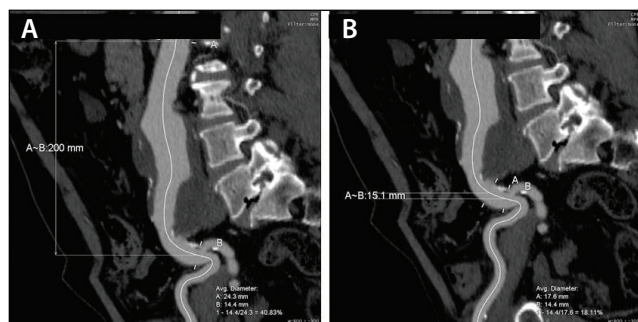 A
A
A~B:200 mm
B
Avg. Diameter:
A: 24.3 mm
B: 14.4 mm
1 - 14.4/24.3 = 40.83%
B
A
B
A~B:15.1 mm
Avg. Diameter:
A: 17.6 mm
B: 14.4 mm
1 - 14.4/17.6 = 18.11%